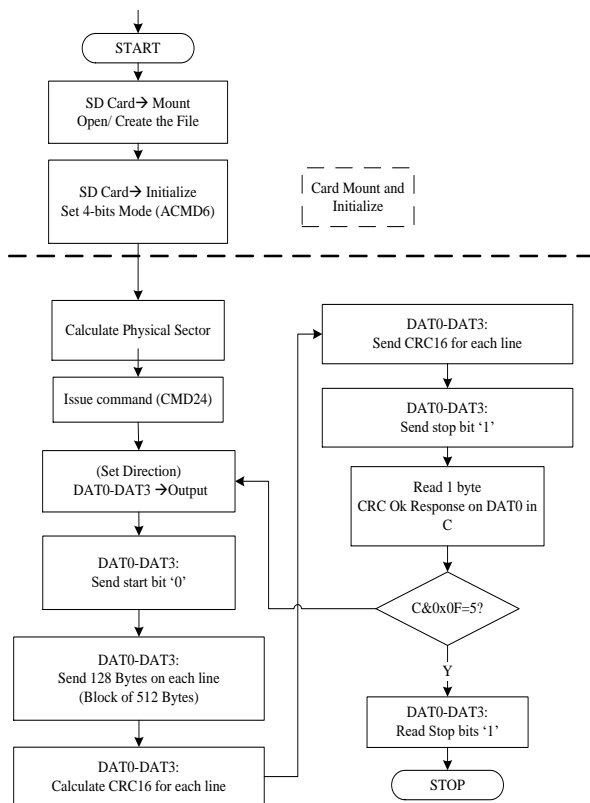 START
SD Card→ Mount
Open/ Create the File
SD Card→ Initialize
Set 4-bits Mode (ACMD6)
Card Mount and
Initialize
Calculate Physical Sector
Issue command (CMD24)
(Set Direction)
DAT0-DAT3 →Output
DAT0-DAT3:
Send start bit ‘0’
DAT0-DAT3:
Send 128 Bytes on each line
(Block of 512 Bytes)
DAT0-DAT3:
Calculate CRC16 for each line
DAT0-DAT3:
Send CRC16 for each line
DAT0-DAT3:
Send stop bit ‘1’
Read 1 byte
CRC Ok Response on DAT0 in
C
C&0x0F=5?
Y
DAT0-DAT3:
Read Stop bits ‘1’
STOP